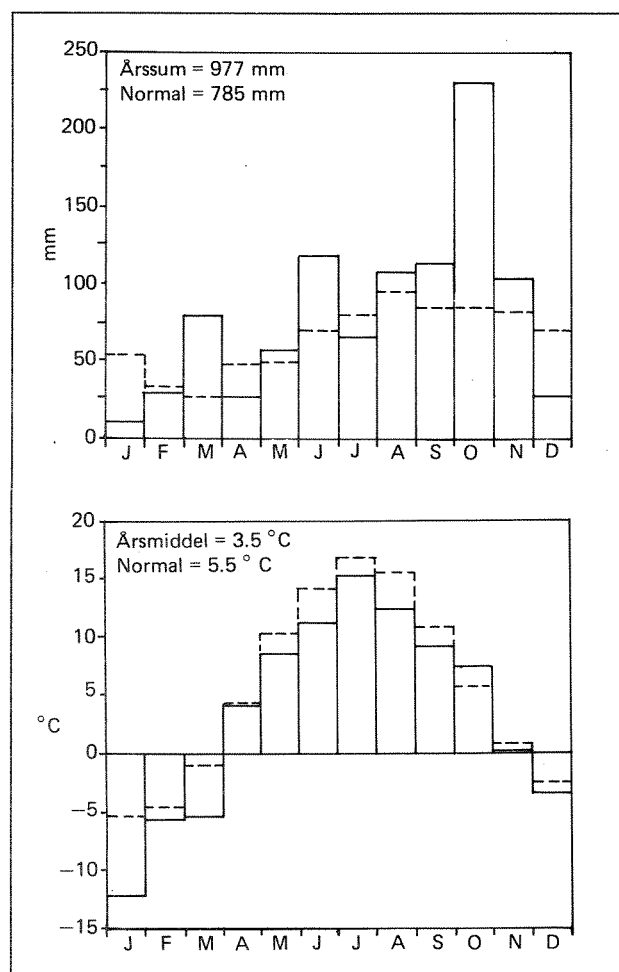 250
200
150
100
50
0
mm
Årssum = 977 mm
Normal = 785 mm
J F M A M J J A S O N D
20
15
10
5
0
−5
−10
−15
°C
Årsmiddel = 3.5 °C
Normal = 5.5 ° C
J F M A M J J A S O N D